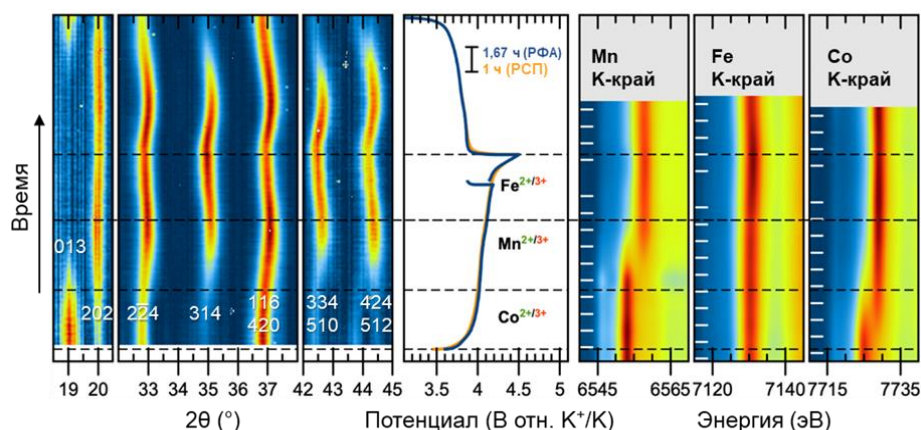 1,67 ч (РФА)
1 ч (РСП)
Mn
K-край
Fe
K-край
Co
K-край
Время
Fe2+/3+
Mn2+/3+
Co2+/3+
013
202
22̅4
314
116
420
334
510
424
512
19 20 33 34 35 36 37 42 43 44 45 3.5 4 4.5 5 6545 6565 7120 7140 7715 7735
2θ (°) Потенциал (В отн. K+/K) Энергия (эВ)